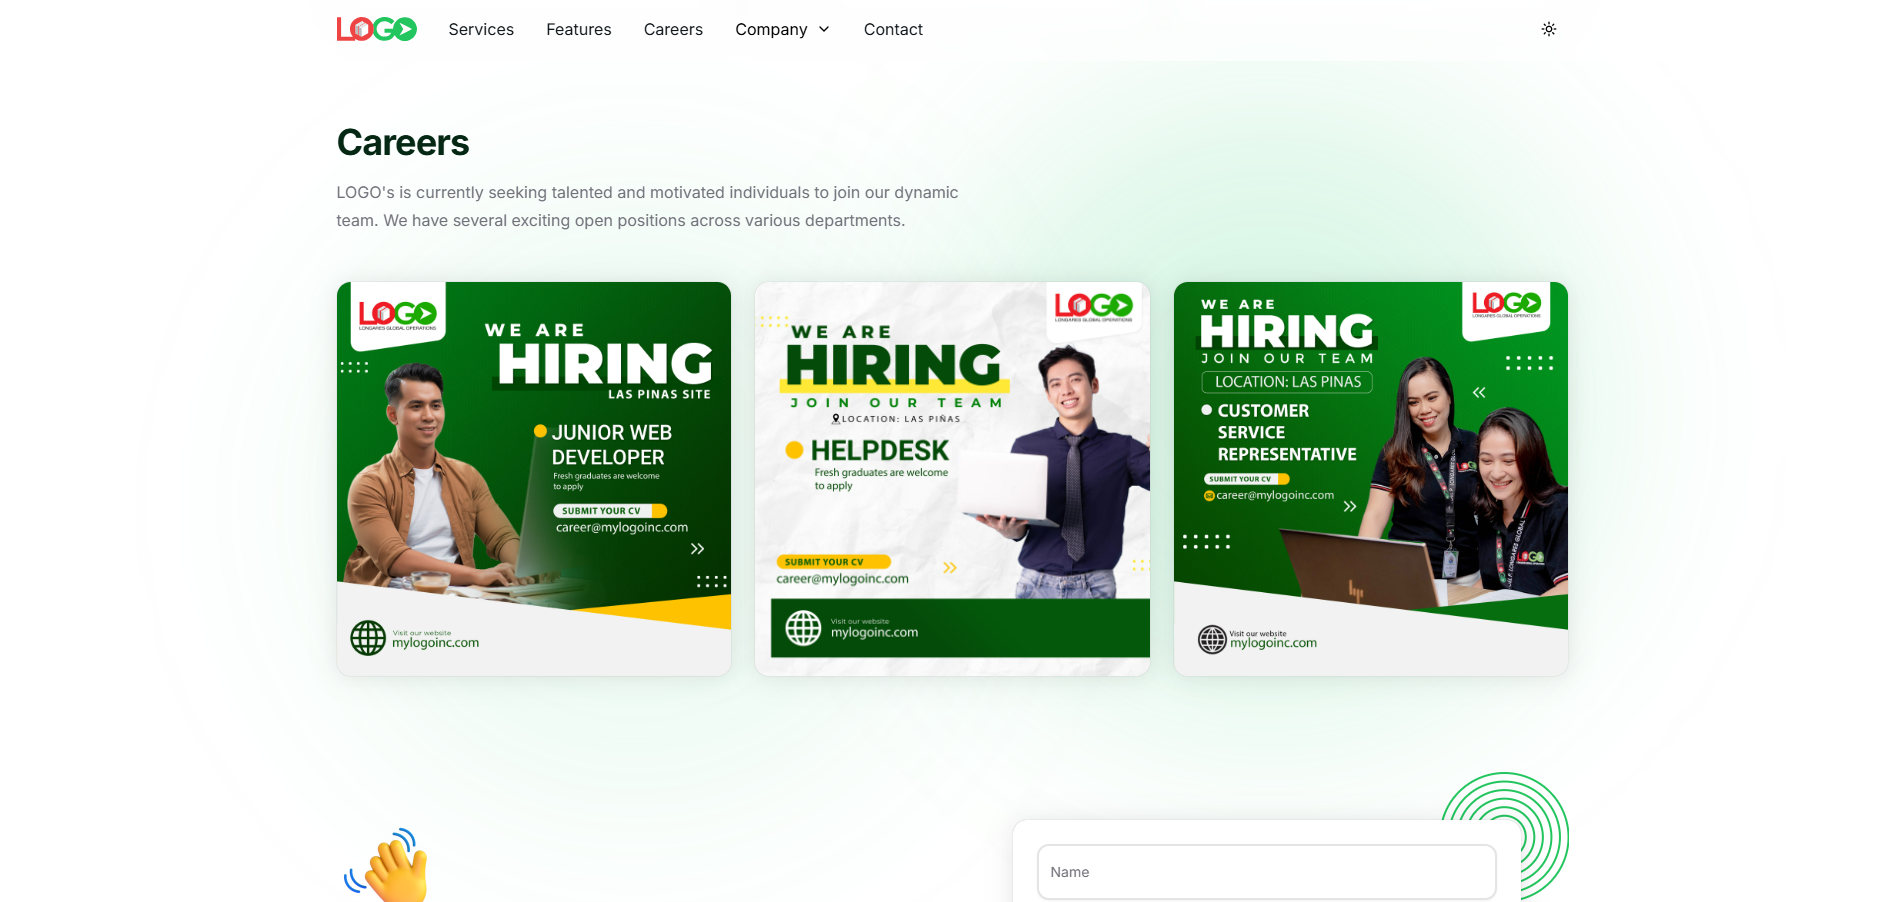 LOGO
Services
Features
Careers
Company
Contact
Careers
LOGO's is currently seeking talented and motivated individuals to join our dynamic
team. We have several exciting open positions across various departments.
LOGO
LONGARES GLOBAL OPERATIONS
WE ARE
HIRING
LAS PINAS SITE
JUNIOR WEB
DEVELOPER
Fresh graduates are welcome
to apply
SUBMIT YOUR CV
career@mylogoinc.com
Visit our website
mylogoinc.com
LOGO
LONGARES GLOBAL OPERATIONS
WE ARE
HIRING
JOIN OUR TEAM
LOCATION: LAS PIÑAS
HELPDESK
Fresh graduates are welcome
to apply
SUBMIT YOUR CV
career@mylogoinc.com
Visit our website
mylogoinc.com
WE ARE
HIRING
JOIN OUR TEAM
LOGO
LONGARES GLOBAL OPERATIONS
LOCATION: LAS PINAS
CUSTOMER
SERVICE
REPRESENTATIVE
SUBMIT YOUR CV
career@mylogoinc.com
LOGO
Visit our website
mylogoinc.com
Name